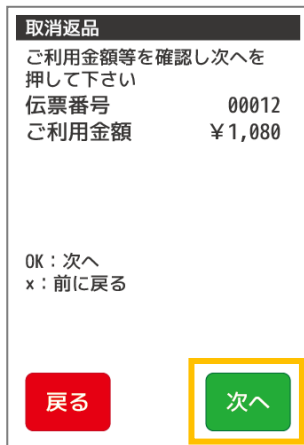 取消返品
ご利用金額等を確認し次へを
押して下さい
伝票番号 00012
ご利用金額 ￥1,080
OK：次へ
×：前に戻る
戻る 次へ